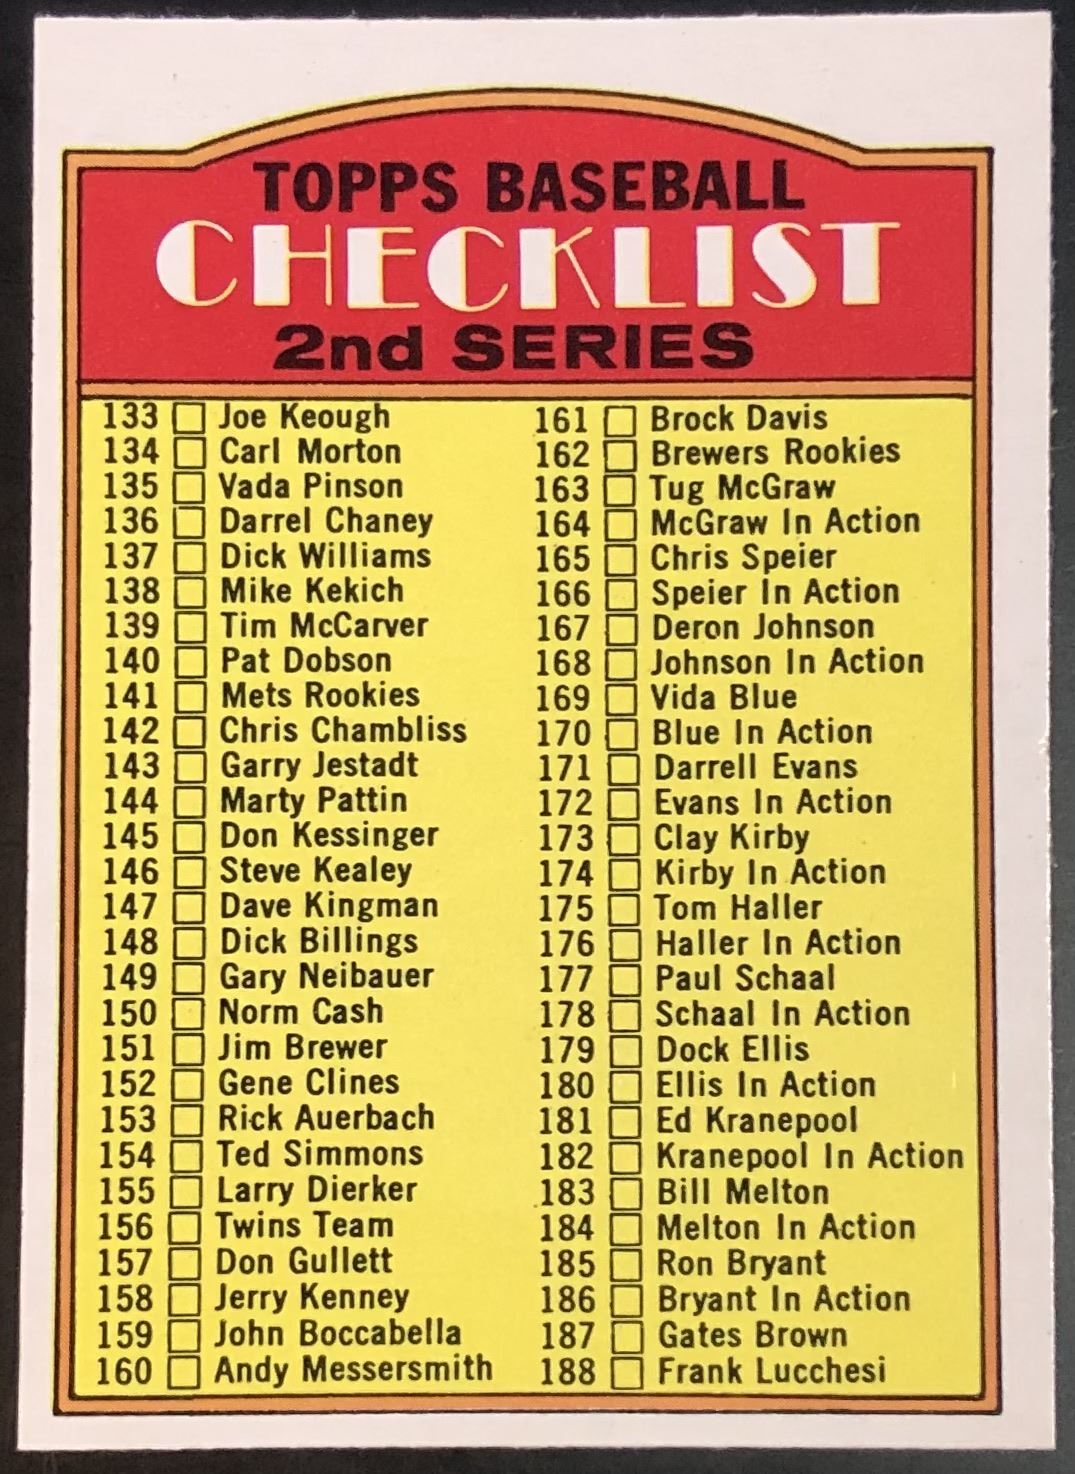 TOPPS BASEBALL
CHECKLIST
2nd SERIES
133 Joe Keough
134 Carl Morton
135 Vada Pinson
136 Darrel Chaney
137 Dick Williams
138 Mike Kekich
139 Tim McCarver
140 Pat Dobson
141 Mets Rookies
142 Chris Chambliss
143 Garry Jestadt
144 Marty Pattin
145 Don Kessinger
146 Steve Kealey
147 Dave Kingman
148 Dick Billings
149 Gary Neibauer
150 Norm Cash
151 Jim Brewer
152 Gene Clines
153 Rick Auerbach
154 Ted Simmons
155 Larry Dierker
156 Twins Team
157 Don Gullett
158 Jerry Kenney
159 John Boccabella
160 Andy Messersmith
161 Brock Davis
162 Brewers Rookies
163 Tug McGraw
164 McGraw In Action
165 Chris Speier
166 Speier In Action
167 Deron Johnson
168 Johnson In Action
169 Vida Blue
170 Blue In Action
171 Darrell Evans
172 Evans In Action
173 Clay Kirby
174 Kirby In Action
175 Tom Haller
176 Haller In Action
177 Paul Schaal
178 Schaal In Action
179 Dock Ellis
180 Ellis In Action
181 Ed Kranepool
182 Kranepool In Action
183 Bill Melton
184 Melton In Action
185 Ron Bryant
186 Bryant In Action
187 Gates Brown
188 Frank Lucchesi